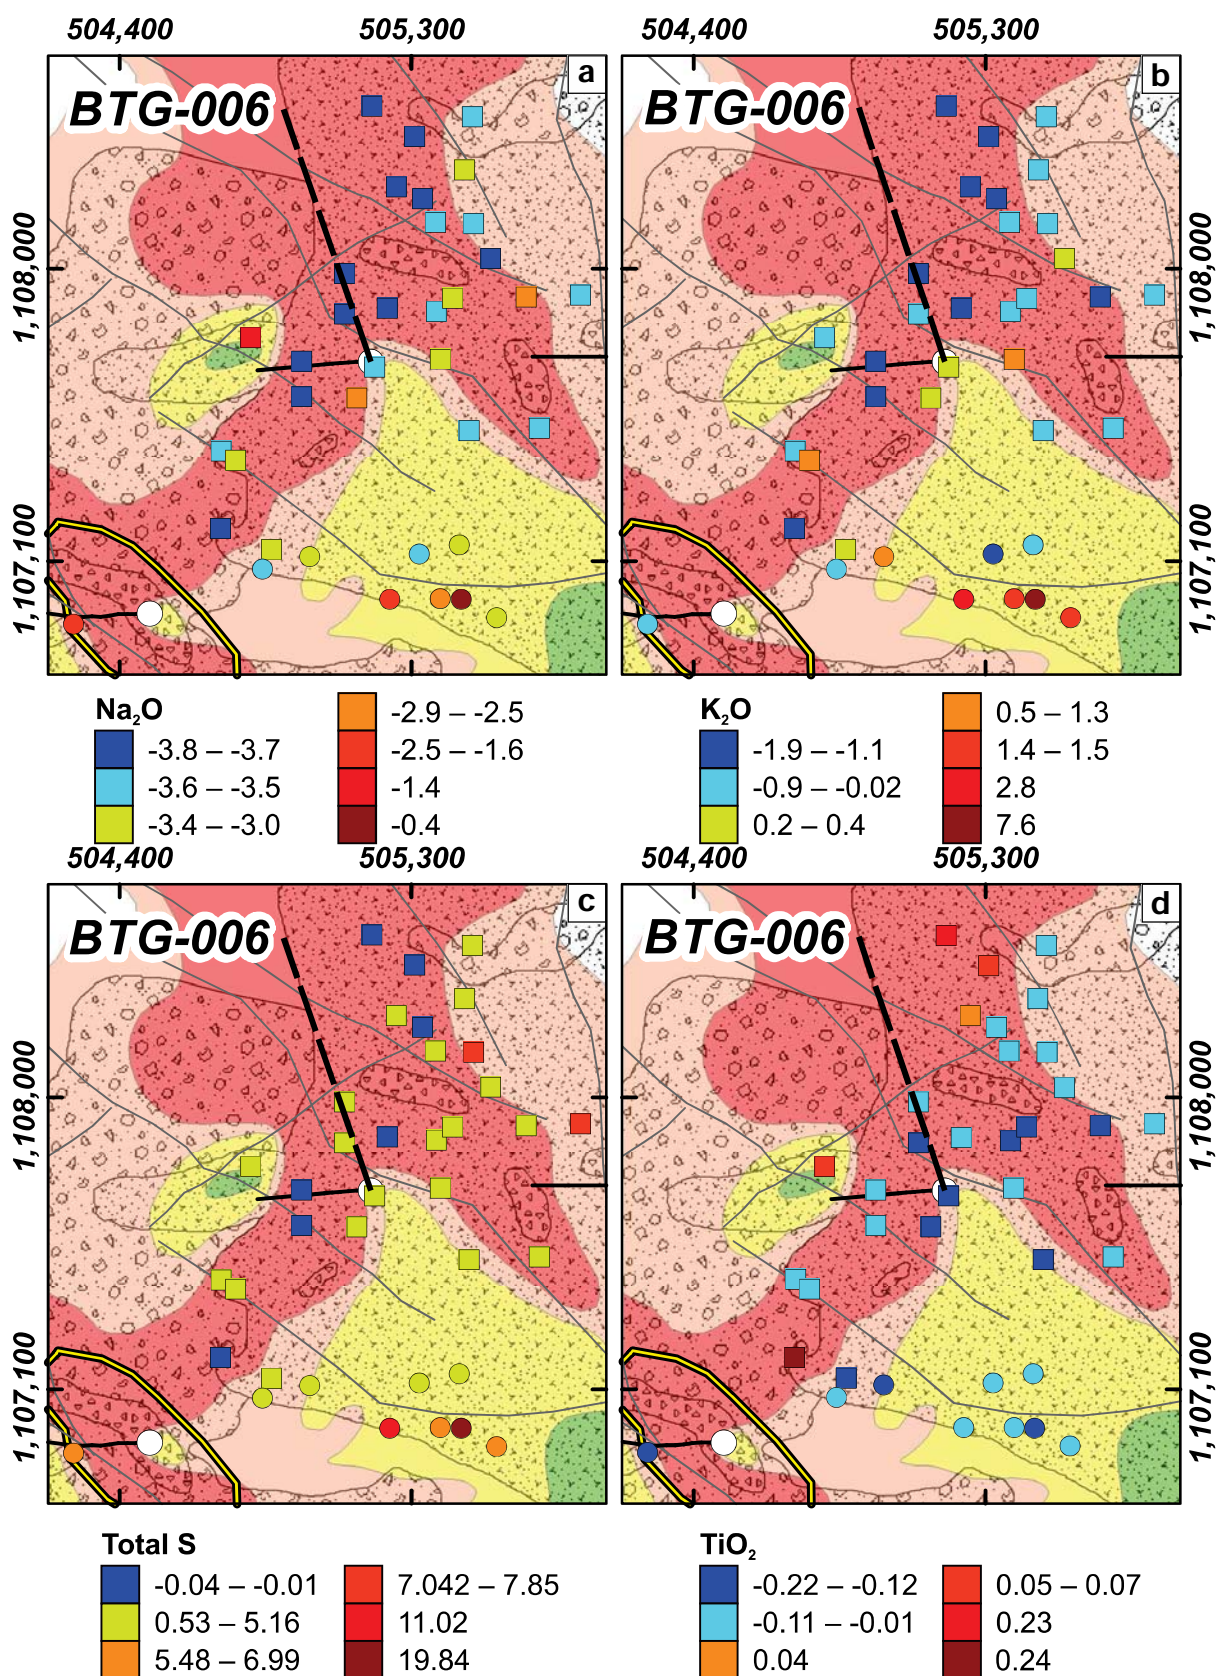 504,400 505,300 504,400 505,300
a b
BTG-006 BTG-006
1,108,000 1,108,000
1,107,100 1,107,100
Na₂O
-3.8 – -3.7
-3.6 – -3.5
-3.4 – -3.0
-2.9 – -2.5
-2.5 – -1.6
-1.4
-0.4
K₂O
-1.9 – -1.1
-0.9 – -0.02
0.2 – 0.4
0.5 – 1.3
1.4 – 1.5
2.8
7.6
504,400 505,300 504,400 505,300
c d
BTG-006 BTG-006
1,108,000 1,108,000
1,107,100 1,107,100
Total S
-0.04 – -0.01
0.53 – 5.16
5.48 – 6.99
7.042 – 7.85
11.02
19.84
TiO₂
-0.22 – -0.12
-0.11 – -0.01
0.04
0.05 – 0.07
0.23
0.24